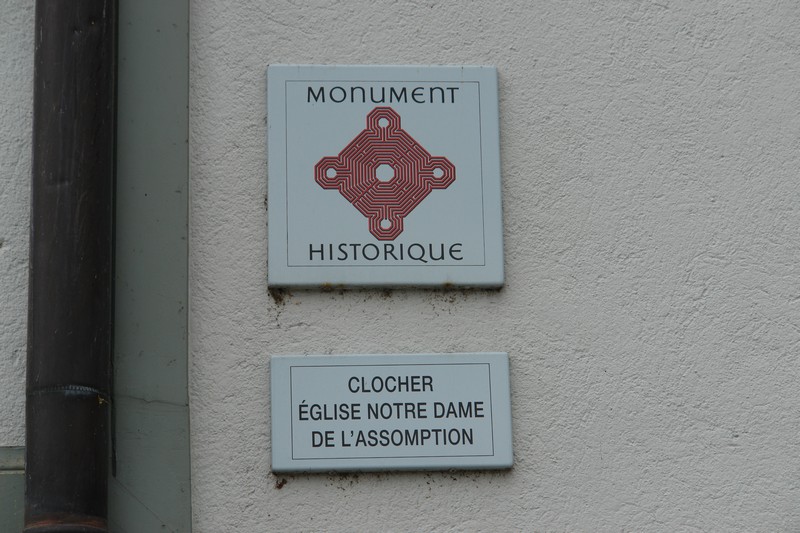 MONUMENT
HISTORIQUE
CLOCHER
ÉGLISE NOTRE DAME
DE L'ASSOMPTION